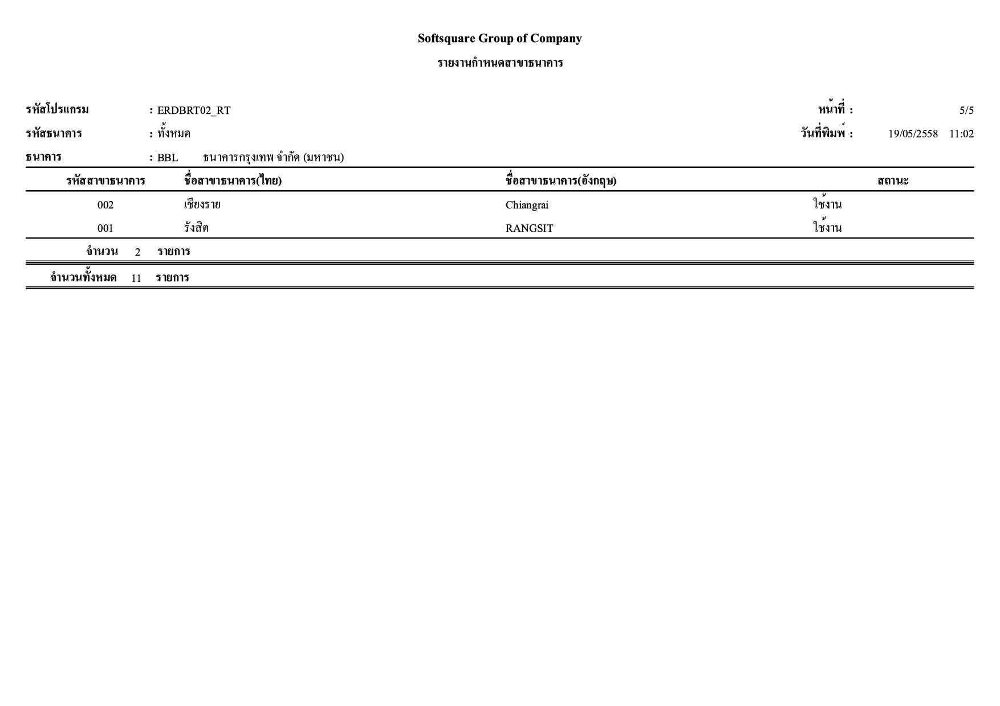 Softsquare Group of Company
รายงานกำหนดสาขาธนาคาร
รหัสโปรแกรม : ERDBRT02_RT หน้าที่ : 5/5
รหัสธนาคาร : ทั้งหมด วันที่พิมพ์ : 19/05/2558 11:02
ธนาคาร : BBL ธนาคารกรุงเทพ จำกัด (มหาชน)
รหัสสาขาธนาคาร ชื่อสาขาธนาคาร(ไทย) ชื่อสาขาธนาคาร(อังกฤษ) สถานะ
002 เชียงราย Chiangrai ใช้งาน
001 รังสิต RANGSIT ใช้งาน
จำนวน 2 รายการ
จำนวนทั้งหมด 11 รายการ